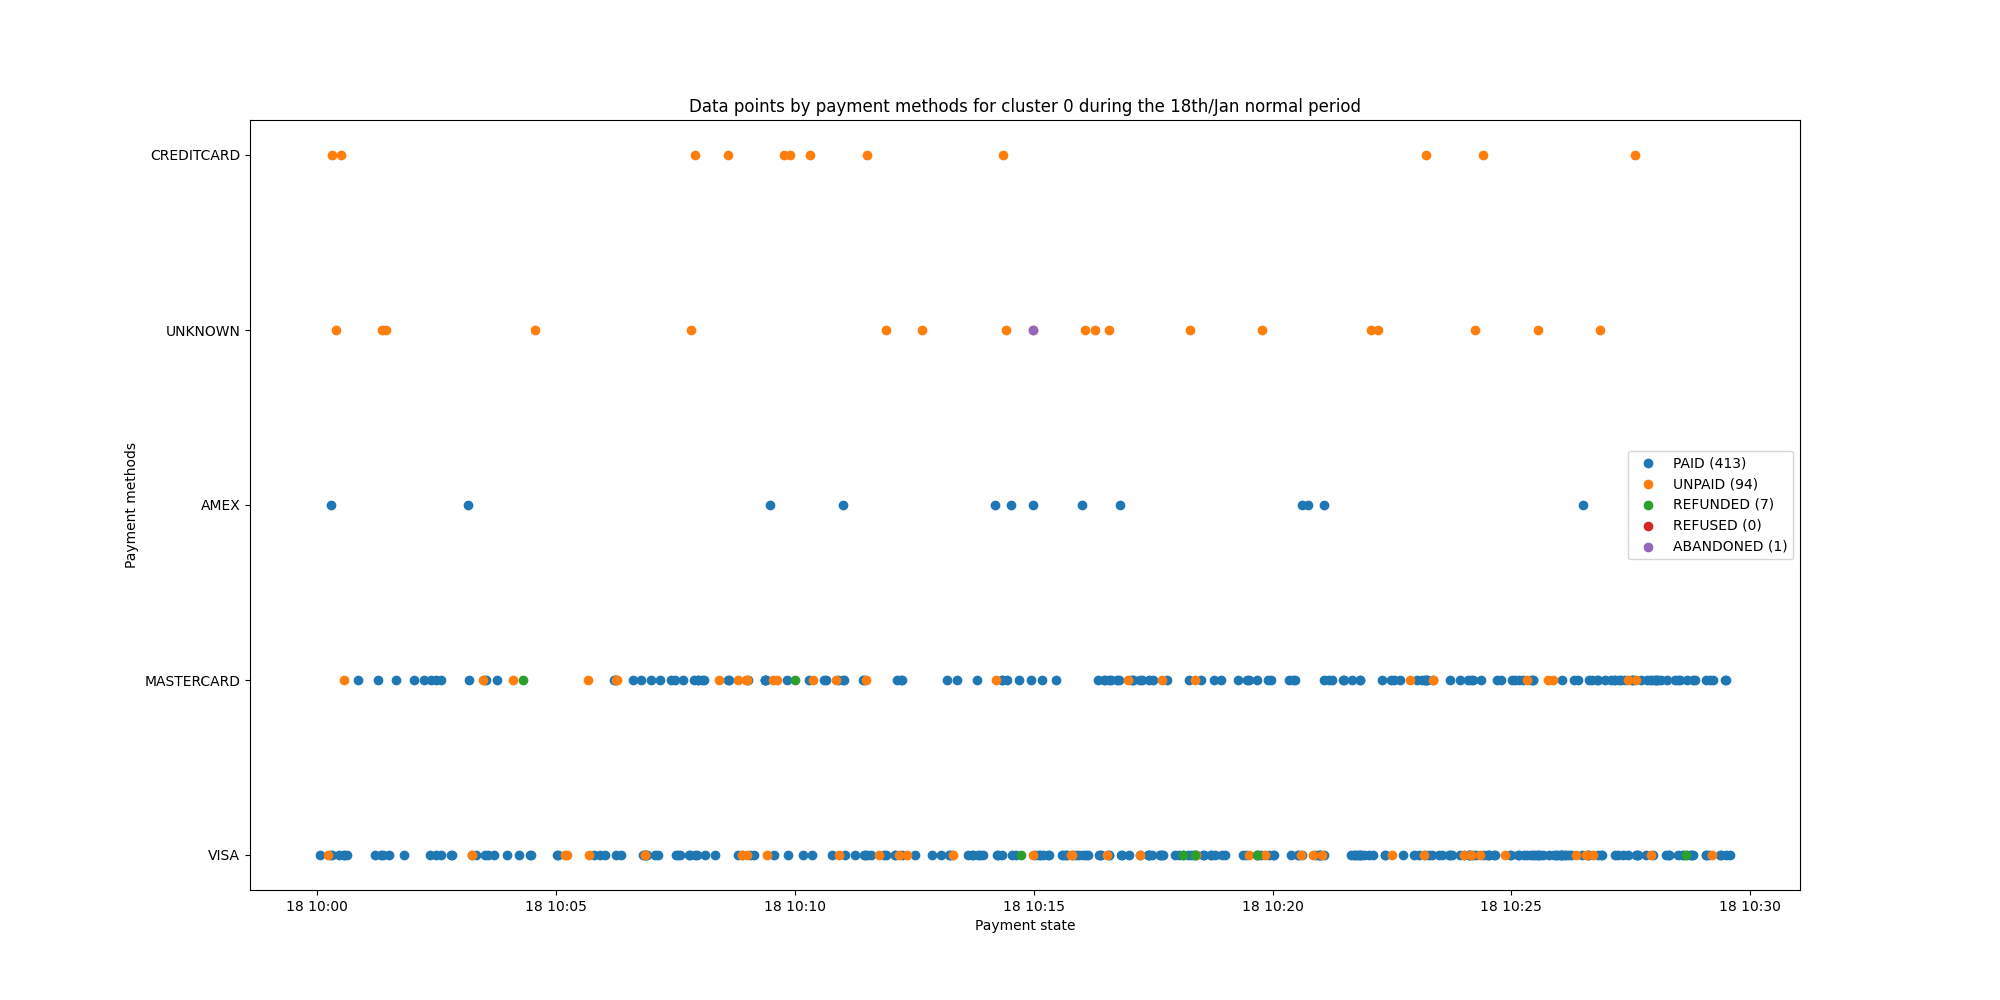 Data points by payment methods for cluster 0 during the 18th/Jan normal period
CREDITCARD
UNKNOWN
AMEX
MASTERCARD
VISA
Payment methods
PAID (413)
UNPAID (94)
REFUNDED (7)
REFUSED (0)
ABANDONED (1)
18 10:00 18 10:05 18 10:10 18 10:15 18 10:20 18 10:25 18 10:30
Payment state